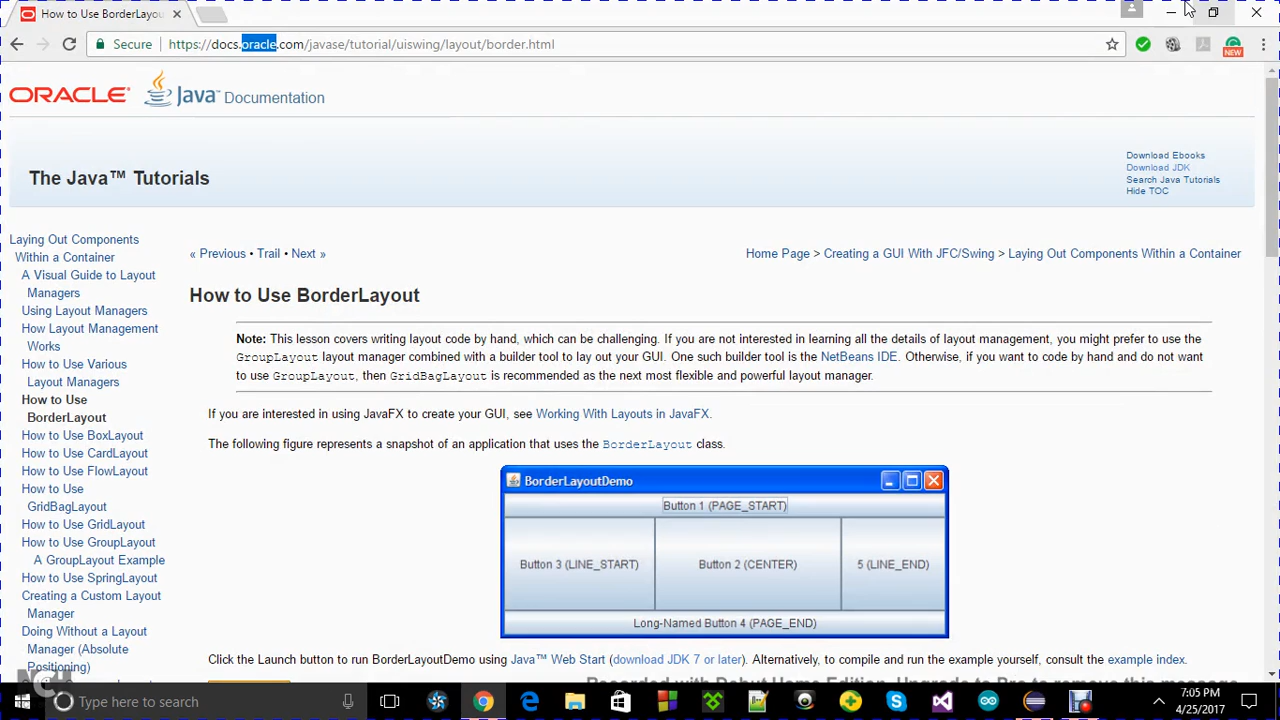 How to Use BorderLayou
Secure
https://docs.oracle.com/javase/tutorial/uiswing/layout/border.html
NEW
ORACLE Java™ Documentation
The Java™ Tutorials
Download Ebooks
Download JDK
Search Java Tutorials
Hide TOC
Laying Out Components
Within a Container
A Visual Guide to Layout
Managers
Using Layout Managers
How Layout Management
Works
How to Use Various
Layout Managers
How to Use
BorderLayout
How to Use BoxLayout
How to Use CardLayout
How to Use FlowLayout
How to Use
GridBagLayout
How to Use GridLayout
How to Use GroupLayout
A GroupLayout Example
How to Use SpringLayout
Creating a Custom Layout
Manager
Doing Without a Layout
Manager (Absolute
Positioning)
« Previous • Trail • Next »
Home Page > Creating a GUI With JFC/Swing > Laying Out Components Within a Container
How to Use BorderLayout
Note: This lesson covers writing layout code by hand, which can be challenging. If you are not interested in learning all the details of layout management, you might prefer to use the
GroupLayout layout manager combined with a builder tool to lay out your GUI. One such builder tool is the NetBeans IDE. Otherwise, if you want to code by hand and do not want
to use GroupLayout, then GridBagLayout is recommended as the next most flexible and powerful layout manager.
If you are interested in using JavaFX to create your GUI, see Working With Layouts in JavaFX.
The following figure represents a snapshot of an application that uses the BorderLayout class.
BorderLayoutDemo
Button 1 (PAGE_START)
Button 3 (LINE_START)
Button 2 (CENTER)
5 (LINE_END)
Long-Named Button 4 (PAGE_END)
Click the Launch button to run BorderLayoutDemo using Java™ Web Start (download JDK 7 or later). Alternatively, to compile and run the example yourself, consult the example index.
NCH
Type here to search
7:05 PM
4/25/2017